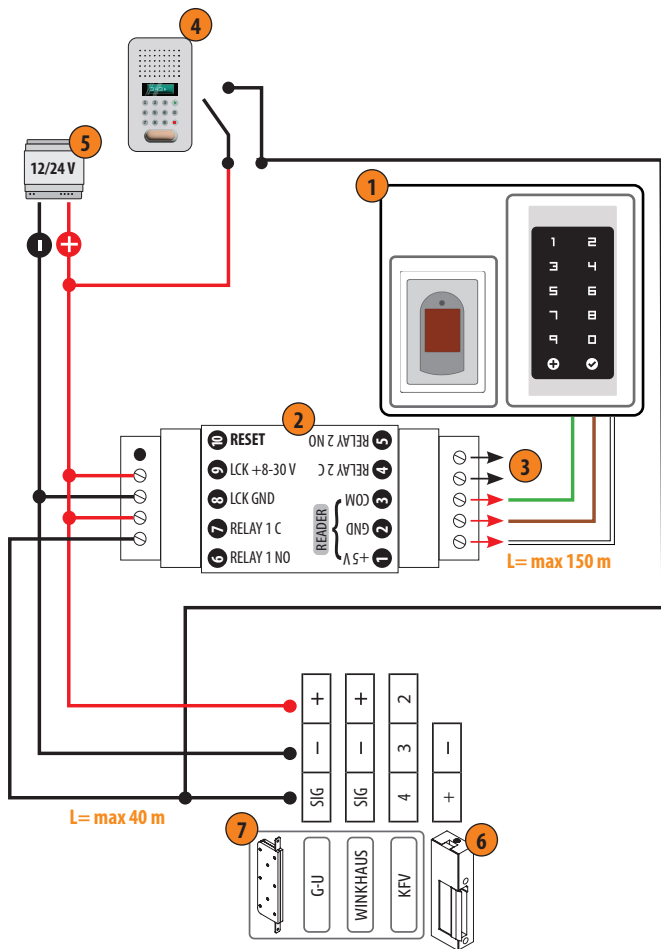 4
5
12/24 V
−
+
1
1 2
3 4
5 6
7 8
9 0
2
10 RESET
9 LCK +8-30 V
8 LCK GND
7 RELAY 1 C
6 RELAY 1 NO
5 RELAY 2 NO
4 RELAY 2 C
3 COM
2 GND
1 +5V
READER
3
L= max 150 m
+ + 2
− − 3 −
SIG SIG 4 +
L= max 40 m
7
G-U
WINKHAUS
KFV
6